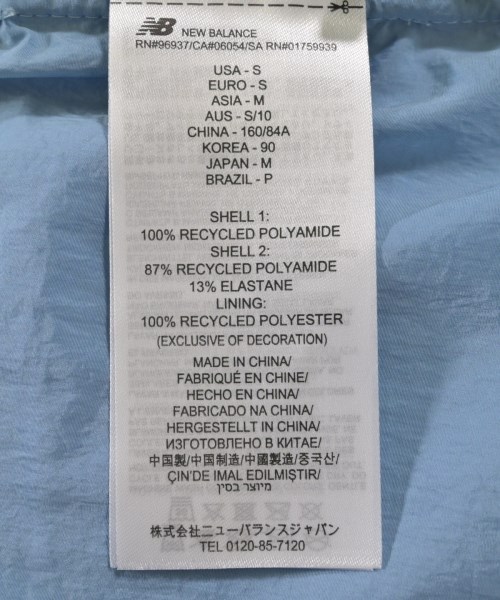 NB NEW BALANCE
RN#96937/CA#06054/SA RN#01759939
USA - S
EURO - S
ASIA - M
AUS - S/10
CHINA - 160/84A
KOREA - 90
JAPAN - M
BRAZIL - P
SHELL 1:
100% RECYCLED POLYAMIDE
SHELL 2:
87% RECYCLED POLYAMIDE
13% ELASTANE
LINING:
100% RECYCLED POLYESTER
(EXCLUSIVE OF DECORATION)
MADE IN CHINA/
FABRIQUÉ EN CHINE/
HECHO EN CHINA/
FABRICADO NA CHINA/
HERGESTELLT IN CHINA/
ИЗГОТОВЛЕНО В КИТАЕ/
中国製/中国制造/中國製造/중국산/
ÇIN'DE IMAL EDILMIŞTIR/
מיוצר בסין
株式会社ニューバランスジャパン
TEL 0120-85-7120